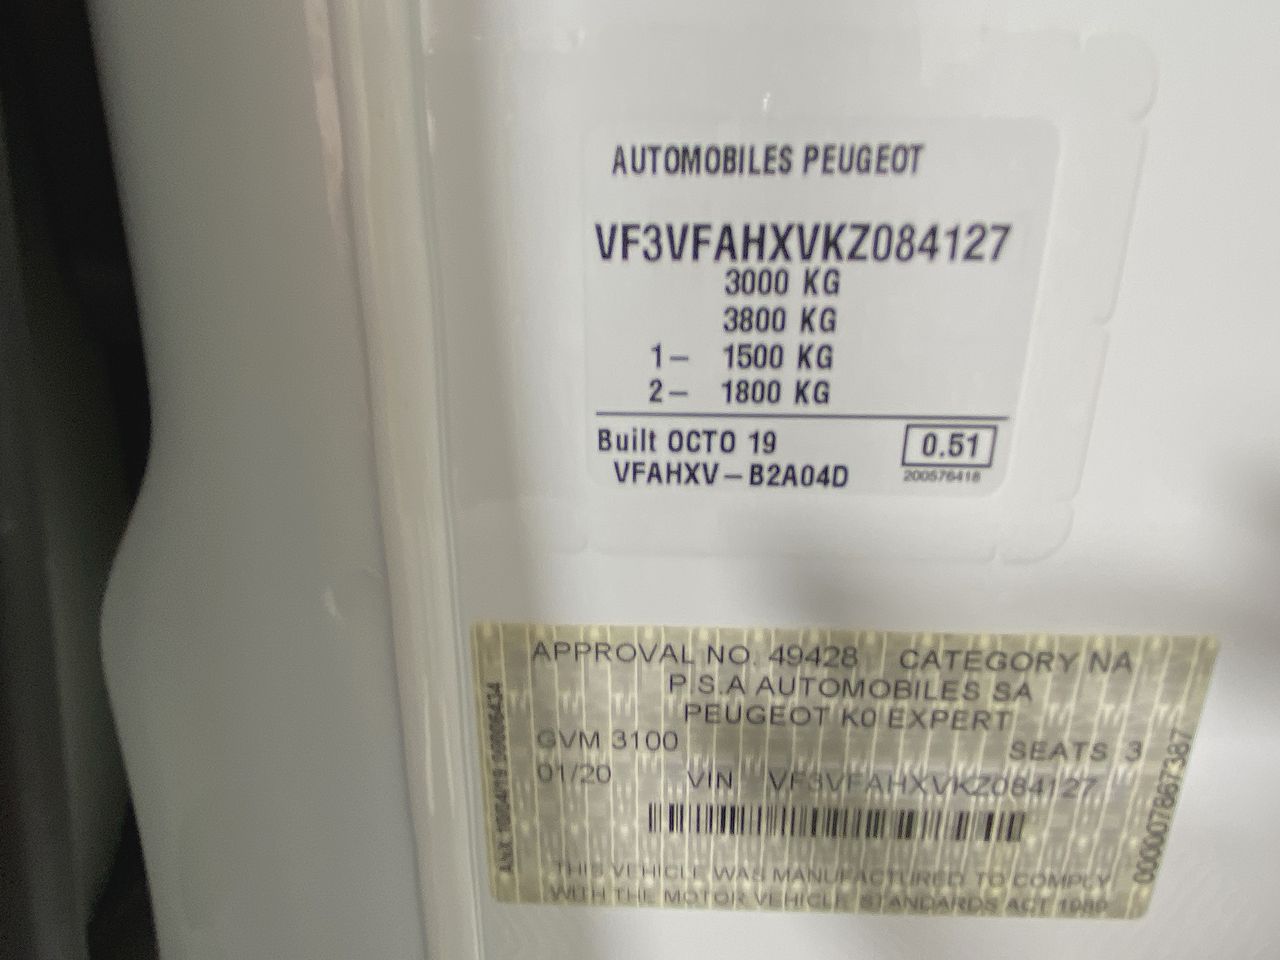 AUTOMOBILES PEUGEOT
VF3VFAHXVKZ084127
3000 KG
3800 KG
1– 1500 KG
2– 1800 KG
Built OCTO 19
0.51
VFAHXV–B2A04D
200576418
APPROVAL NO. 49428 CATEGORY NA
P.S.A AUTOMOBILES SA
PEUGEOT K0 EXPERT
GVM 3100
SEATS 3
01/20 VIN VF3VFAHXVKZ084127
THIS VEHICLE WAS MANUFACTURED TO COMPLY
WITH THE MOTOR VEHICLE STANDARDS ACT 1989
0000007867387